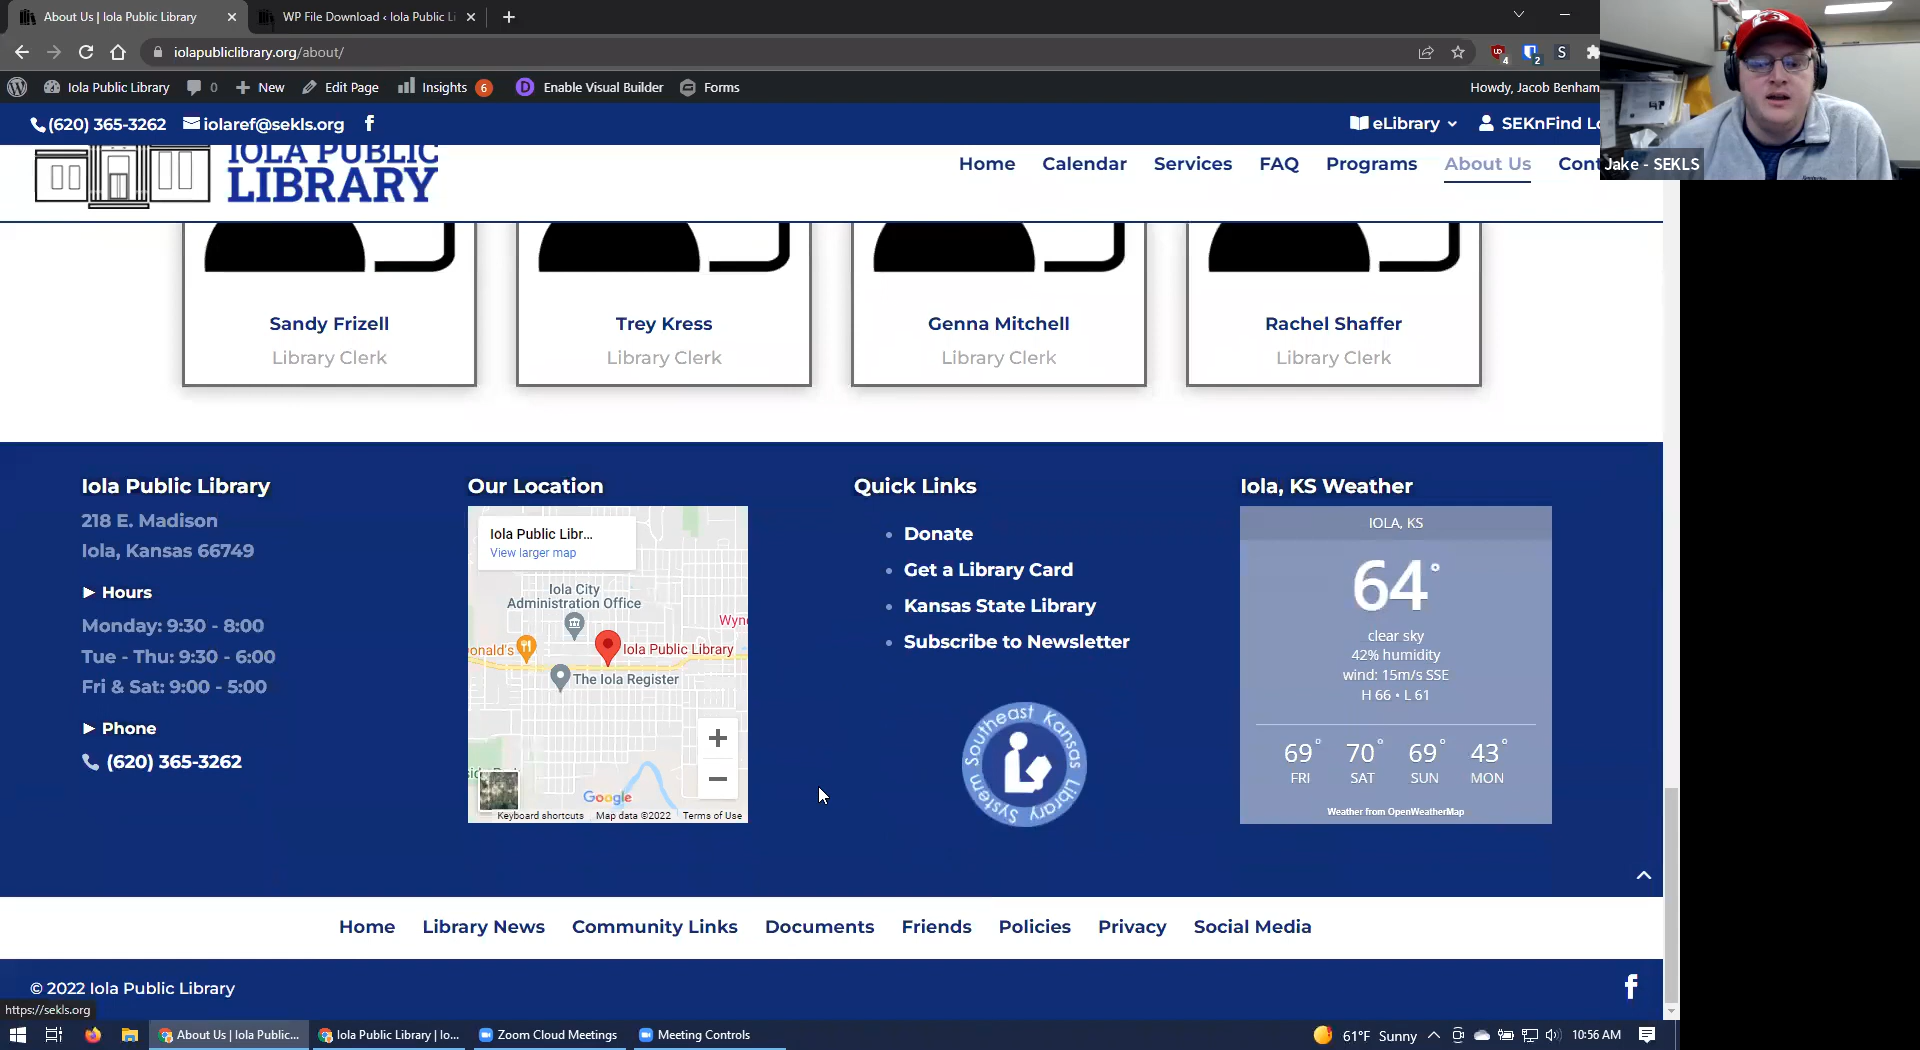 About Us | Iola Public Library
WP File Download ‹ Iola Public Li
iolapubliclibrary.org/about/
4
2
S
Iola Public Library
0
New
Edit Page
Insights
6
D
Enable Visual Builder
Forms
Howdy, Jacob Benham
(620) 365-3262
iolaref@sekls.org
eLibrary
SEKnFind Lo
Jake - SEKLS
IOLA PUBLIC
LIBRARY
Home
Calendar
Services
FAQ
Programs
About Us
Cont
Sandy Frizell
Library Clerk
Trey Kress
Library Clerk
Genna Mitchell
Library Clerk
Rachel Shaffer
Library Clerk
Iola Public Library
218 E. Madison
Iola, Kansas 66749
► Hours
Monday: 9:30 - 8:00
Tue - Thu: 9:30 - 6:00
Fri & Sat: 9:00 - 5:00
► Phone
(620) 365-3262
Our Location
Iola Public Libr...
View larger map
Iola City
Administration Office
Wyn
onald's
Iola Public Library
The Iola Register
Google
Keyboard shortcuts
Map data ©2022
Terms of Use
Quick Links
Donate
Get a Library Card
Kansas State Library
Subscribe to Newsletter
Southeast Kansas Library System
Iola, KS Weather
IOLA, KS
64°
clear sky
42% humidity
wind: 15m/s SSE
H 66 • L 61
69° 70° 69° 43°
FRI SAT SUN MON
Weather from OpenWeatherMap
Home
Library News
Community Links
Documents
Friends
Policies
Privacy
Social Media
© 2022 Iola Public Library
https://sekls.org
About Us | Iola Public...
Iola Public Library | Io...
Zoom Cloud Meetings
Meeting Controls
61°F Sunny
10:56 AM